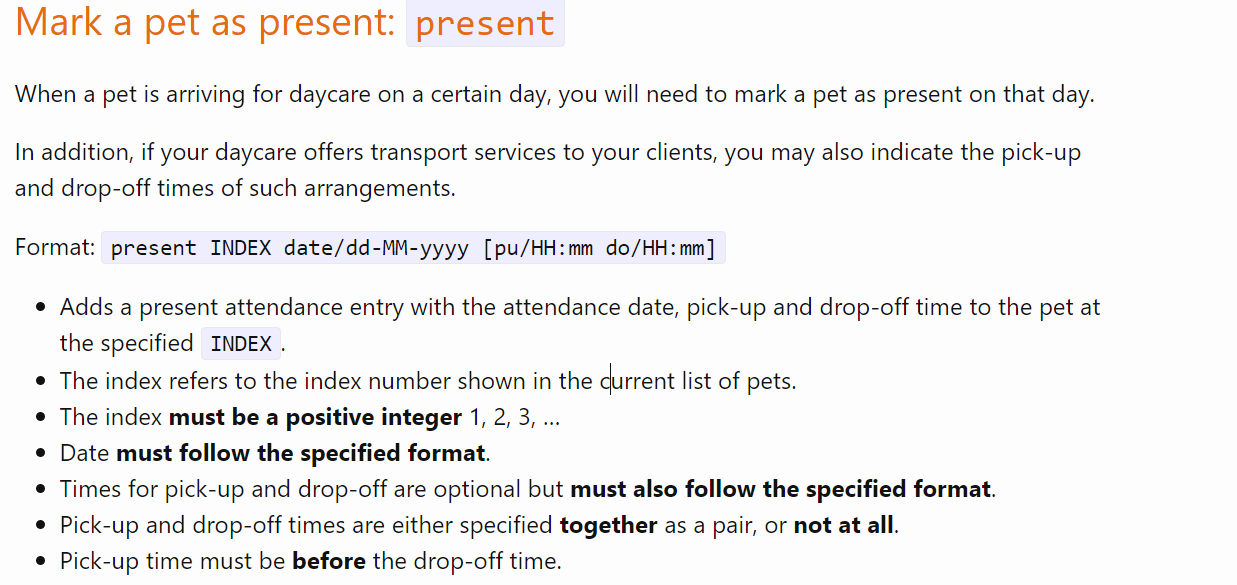 Mark a pet as present: present
When a pet is arriving for daycare on a certain day, you will need to mark a pet as present on that day.
In addition, if your daycare offers transport services to your clients, you may also indicate the pick-up
and drop-off times of such arrangements.
Format: present INDEX date/dd-MM-yyyy [pu/HH:mm do/HH:mm]
• Adds a present attendance entry with the attendance date, pick-up and drop-off time to the pet at
the specified INDEX.
• The index refers to the index number shown in the current list of pets.
• The index must be a positive integer 1, 2, 3, …
• Date must follow the specified format.
• Times for pick-up and drop-off are optional but must also follow the specified format.
• Pick-up and drop-off times are either specified together as a pair, or not at all.
• Pick-up time must be before the drop-off time.